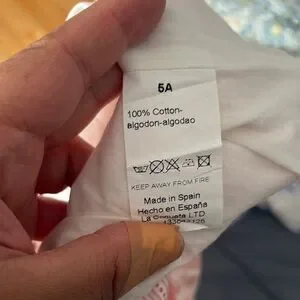 5A
100% Cotton-
algodon-algodao
KEEP AWAY FROM FIRE
Made in Spain
Hecho en España
La Coqueta LTD